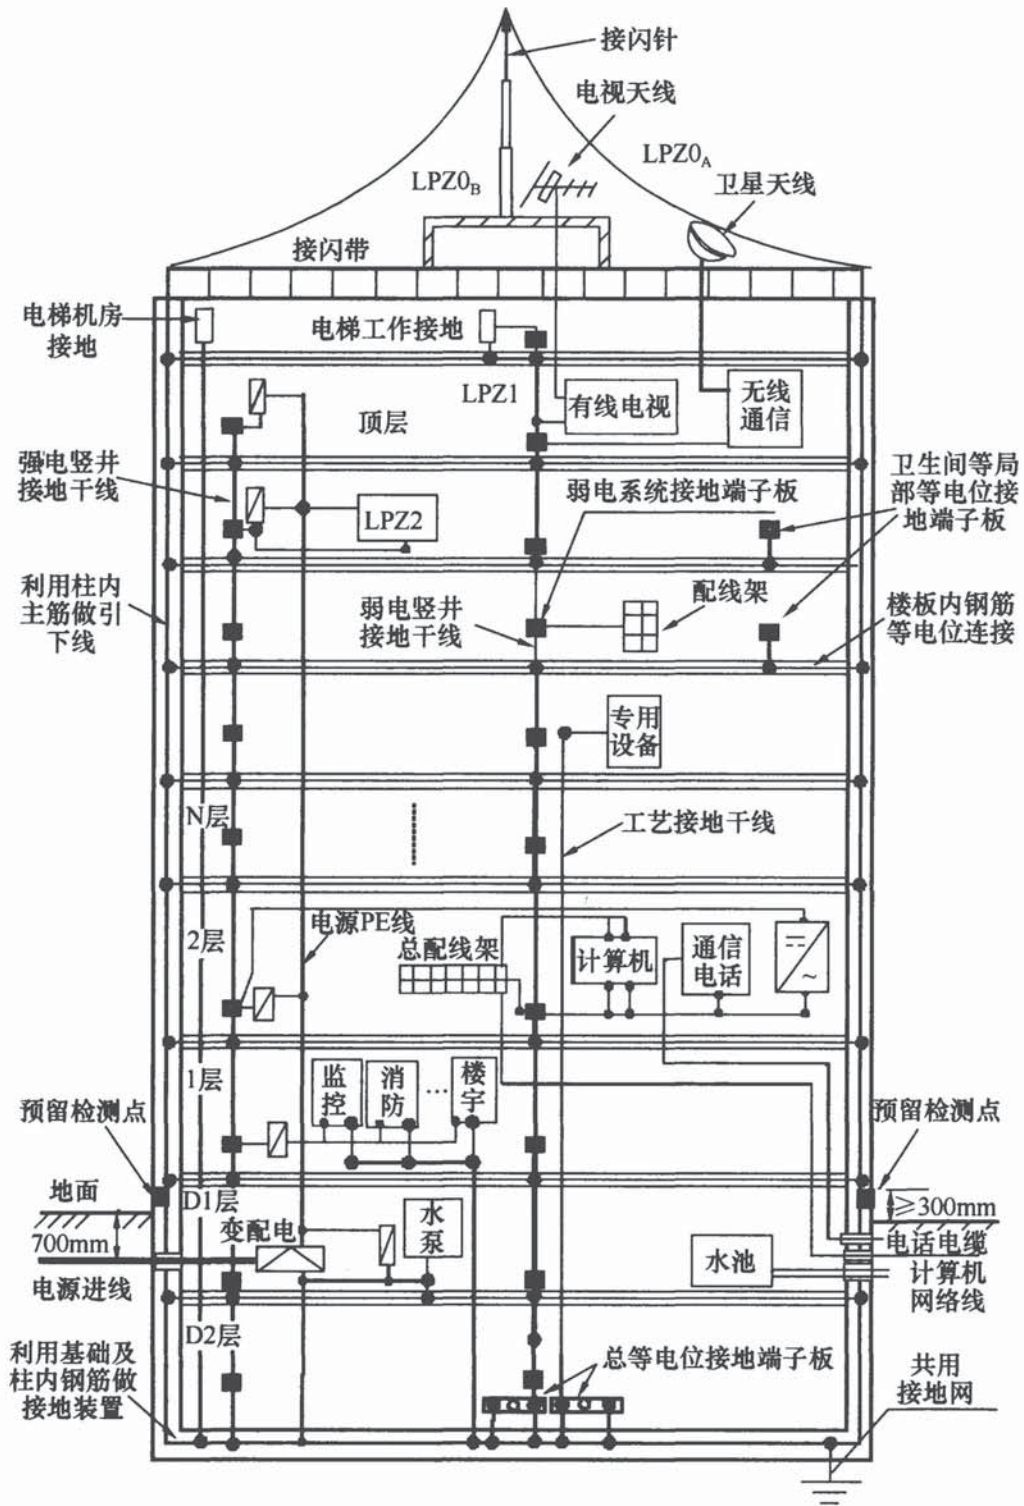 接闪针
电视天线
LPZ0A
LPZ0B
卫星天线
接闪带
电梯机房
接地
电梯工作接地
LPZ1
有线电视
无线
通信
顶层
强电竖井
接地干线
LPZ2
弱电系统接地端子板
卫生间等局
部等电位接
地端子板
利用柱内
主筋做引
下线
弱电竖井
接地干线
配线架
楼板内钢筋
等电位连接
专用
设备
N层
工艺接地干线
2层
电源PE线
总配线架
计算机
通信
电话
~
1层
监
控
消
防
…
楼
宇
预留检测点
预留检测点
地面
D1层
≥300mm
700mm
变配电
水
泵
水池
电话电缆
计算机
网络线
电源进线
D2层
利用基础及
柱内钢筋做
接地装置
总等电位接地端子板
共用
接地网